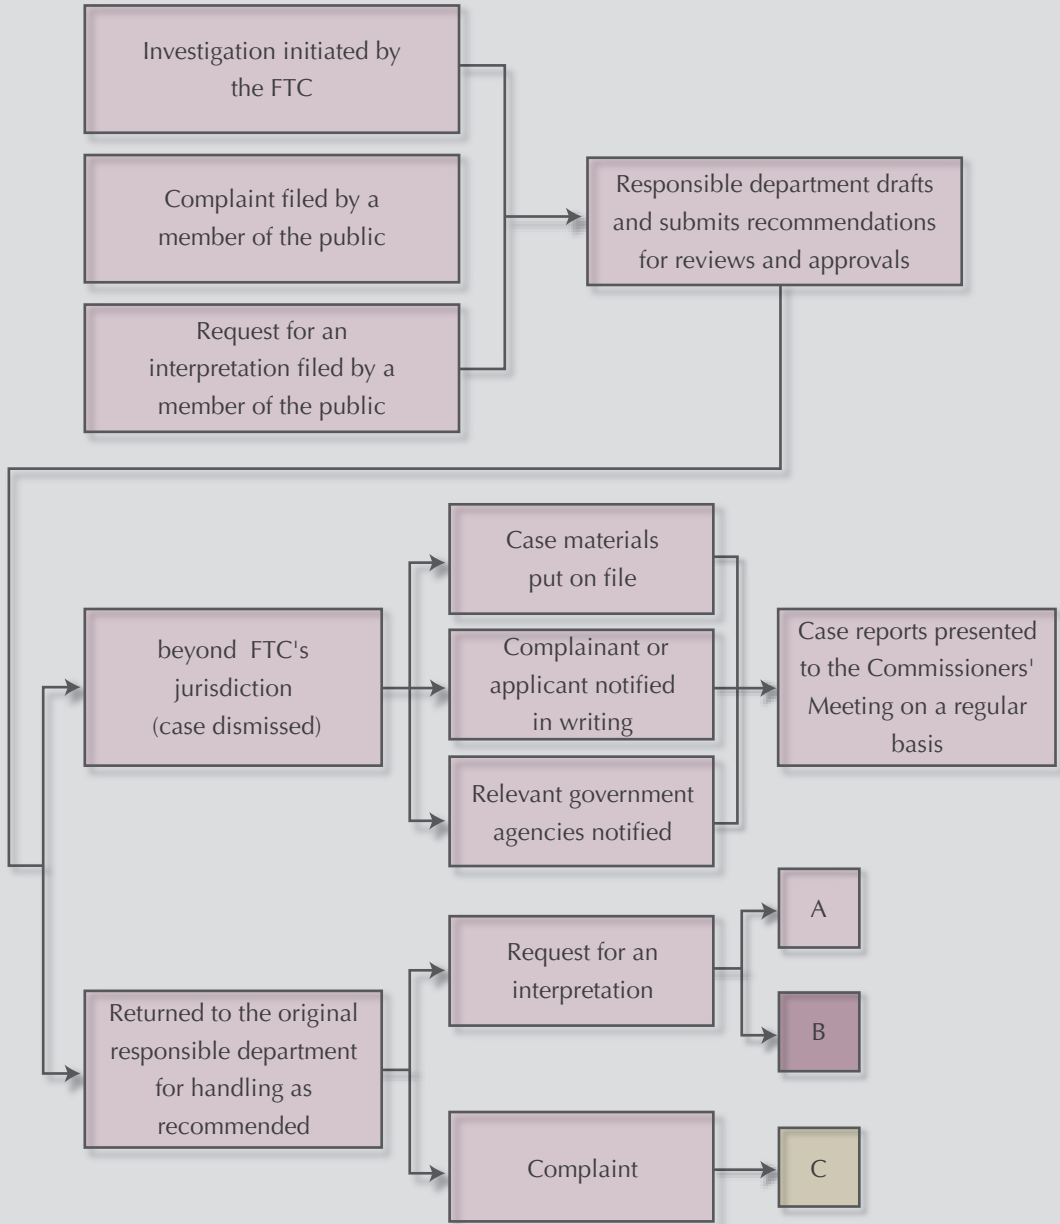 Investigation initiated by
the FTC
Complaint filed by a
member of the public
Request for an
interpretation filed by a
member of the public
Responsible department drafts
and submits recommendations
for reviews and approvals
beyond FTC's
jurisdiction
(case dismissed)
Case materials
put on file
Complainant or
applicant notified
in writing
Relevant government
agencies notified
Case reports presented
to the Commissioners'
Meeting on a regular
basis
Returned to the original
responsible department
for handling as
recommended
Request for an
interpretation
A
B
Complaint
C